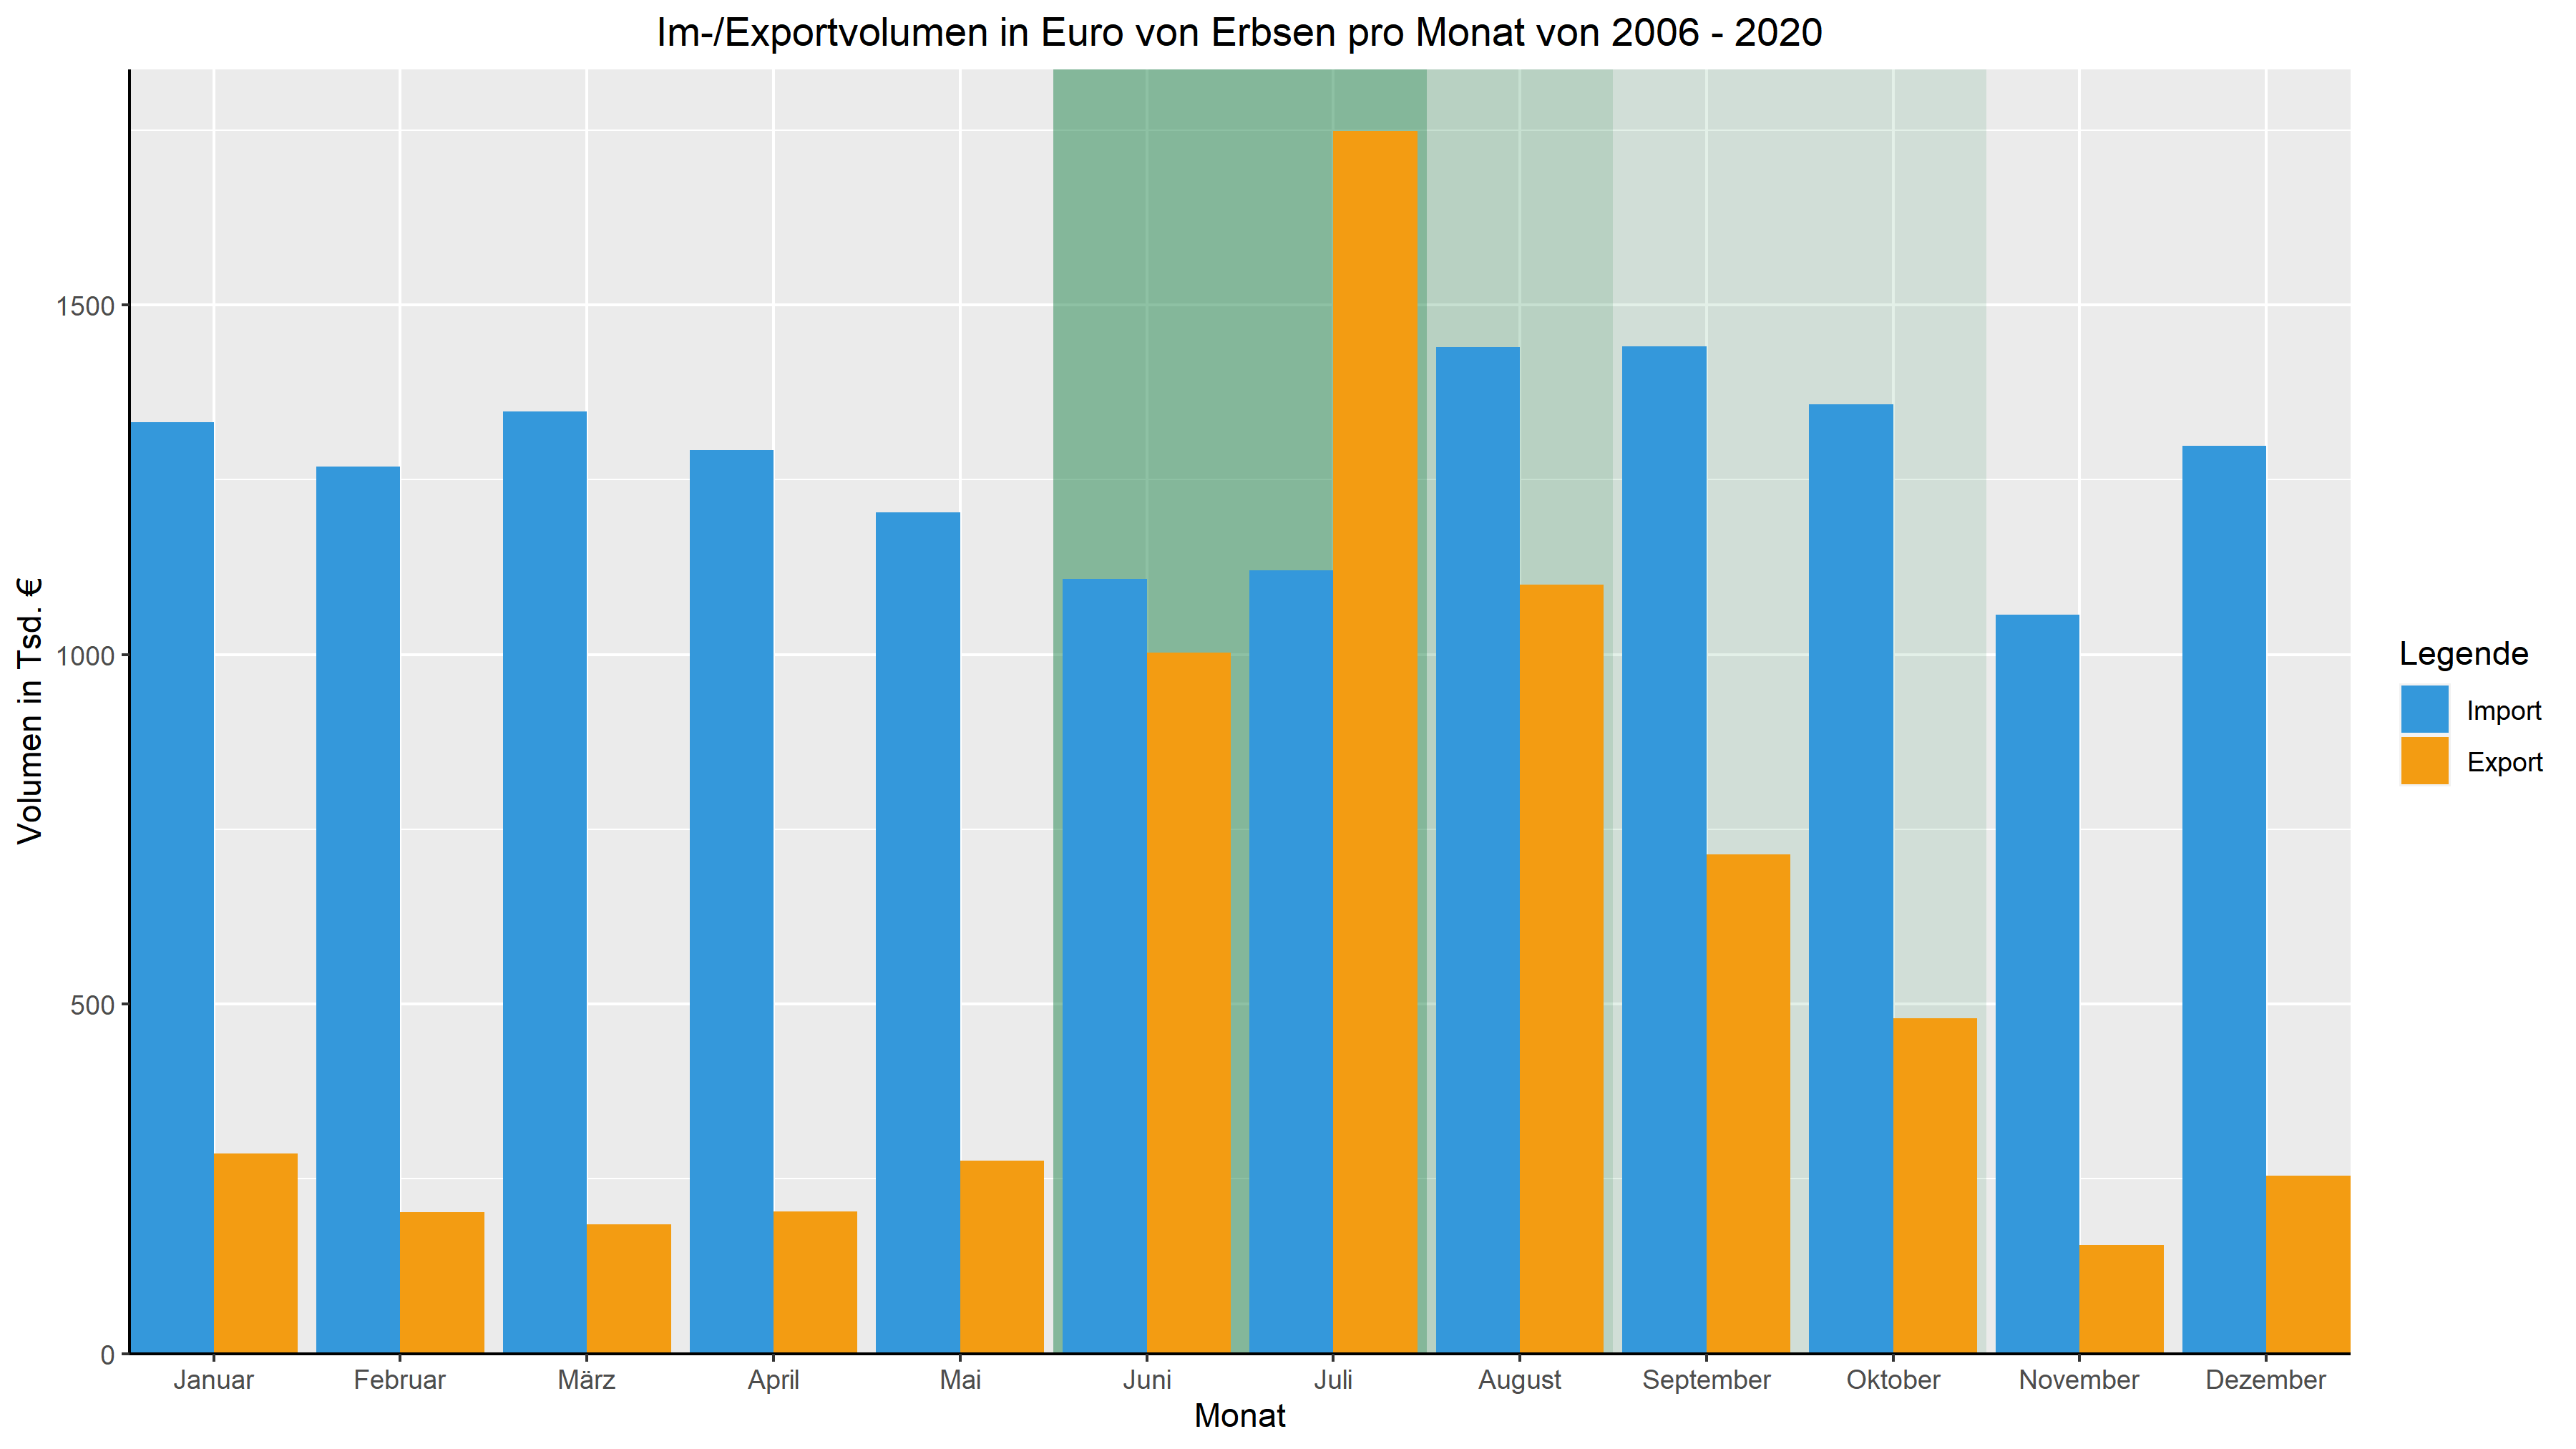 Im-/Exportvolumen in Euro von Erbsen pro Monat von 2006 - 2020
Volumen in Tsd. €
1500
1000
500
0
Januar Februar März April Mai Juni Juli August September Oktober November Dezember
Monat
Legende
Import
Export